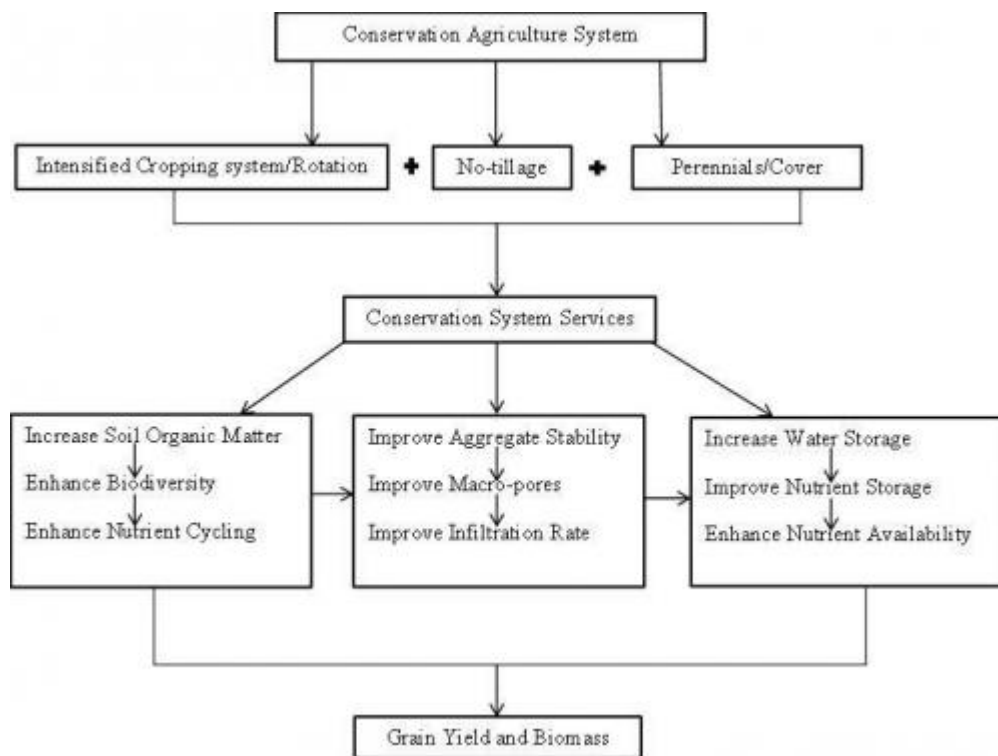 Conservation Agriculture System
Intensified Cropping system/Rotation + No-tillage + Perennials/Cover
Conservation System Services
Increase Soil Organic Matter
Enhance Biodiversity
Enhance Nutrient Cycling
Improve Aggregate Stability
Improve Macro-pores
Improve Infiltration Rate
Increase Water Storage
Improve Nutrient Storage
Enhance Nutrient Availability
Grain Yield and Biomass